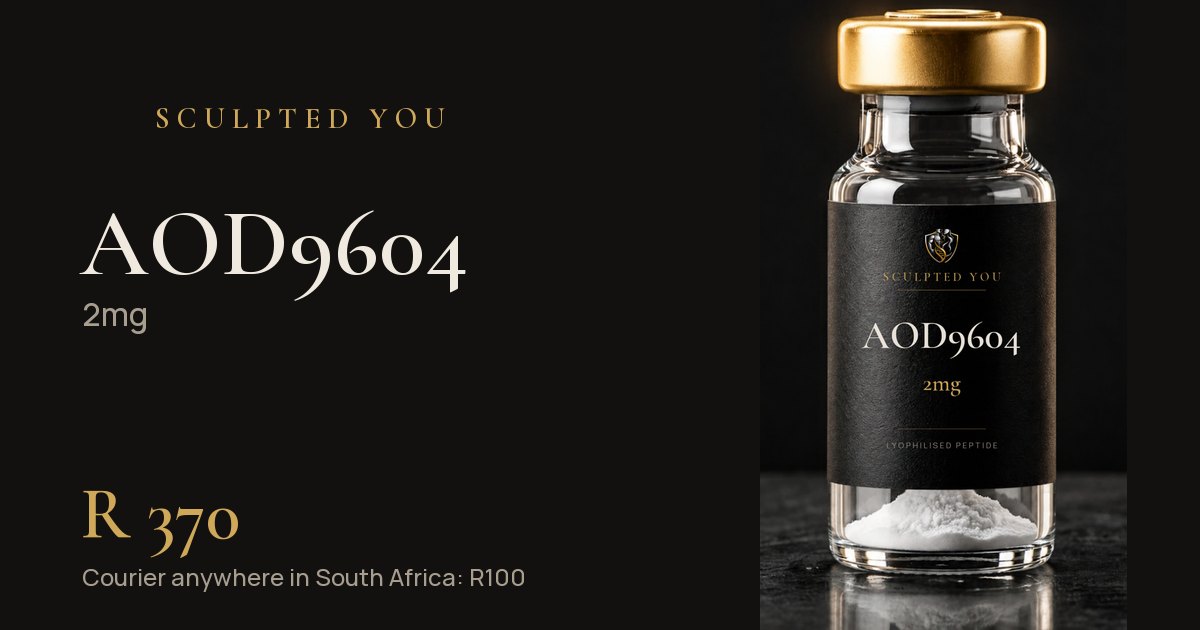 SCULPTED YOU
AOD9604
2mg
R 370
Courier anywhere in South Africa: R100
SCULPTED YOU
AOD9604
2mg
LYOPHILISED PEPTIDE